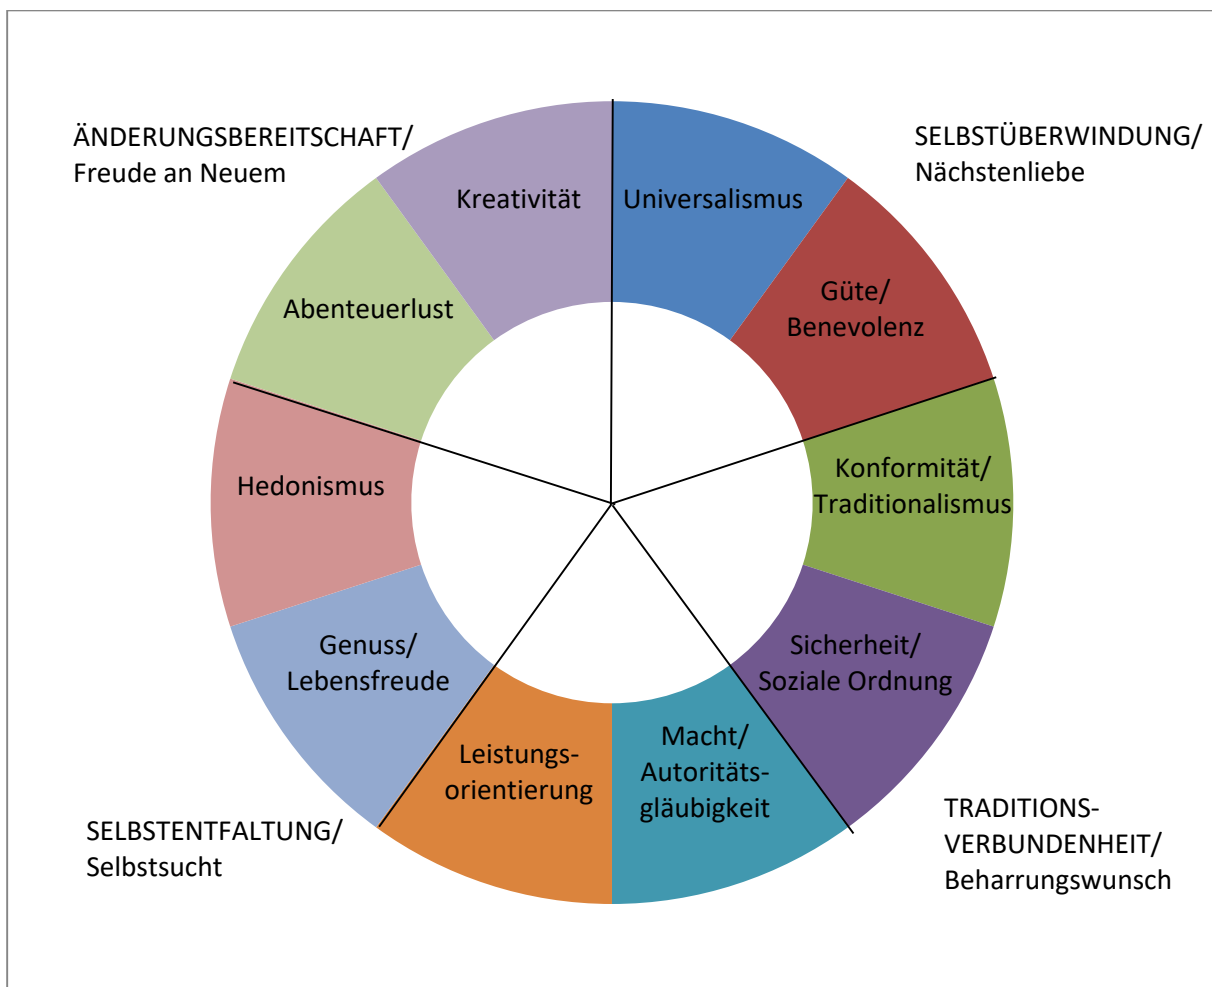 ÄNDERUNGSBEREITSCHAFT/
Freude an Neuem
SELBSTÜBERWINDUNG/
Nächstenliebe
Kreativität
Universalismus
Abenteuerlust
Güte/
Benevolenz
Hedonismus
Konformität/
Traditionalismus
Genuss/
Lebensfreude
Sicherheit/
Soziale Ordnung
Leistungs-
orientierung
Macht/
Autoritäts-
gläubigkeit
SELBSTENTFALTUNG/
Selbstsucht
TRADITIONS-
VERBUNDENHEIT/
Beharrungswunsch